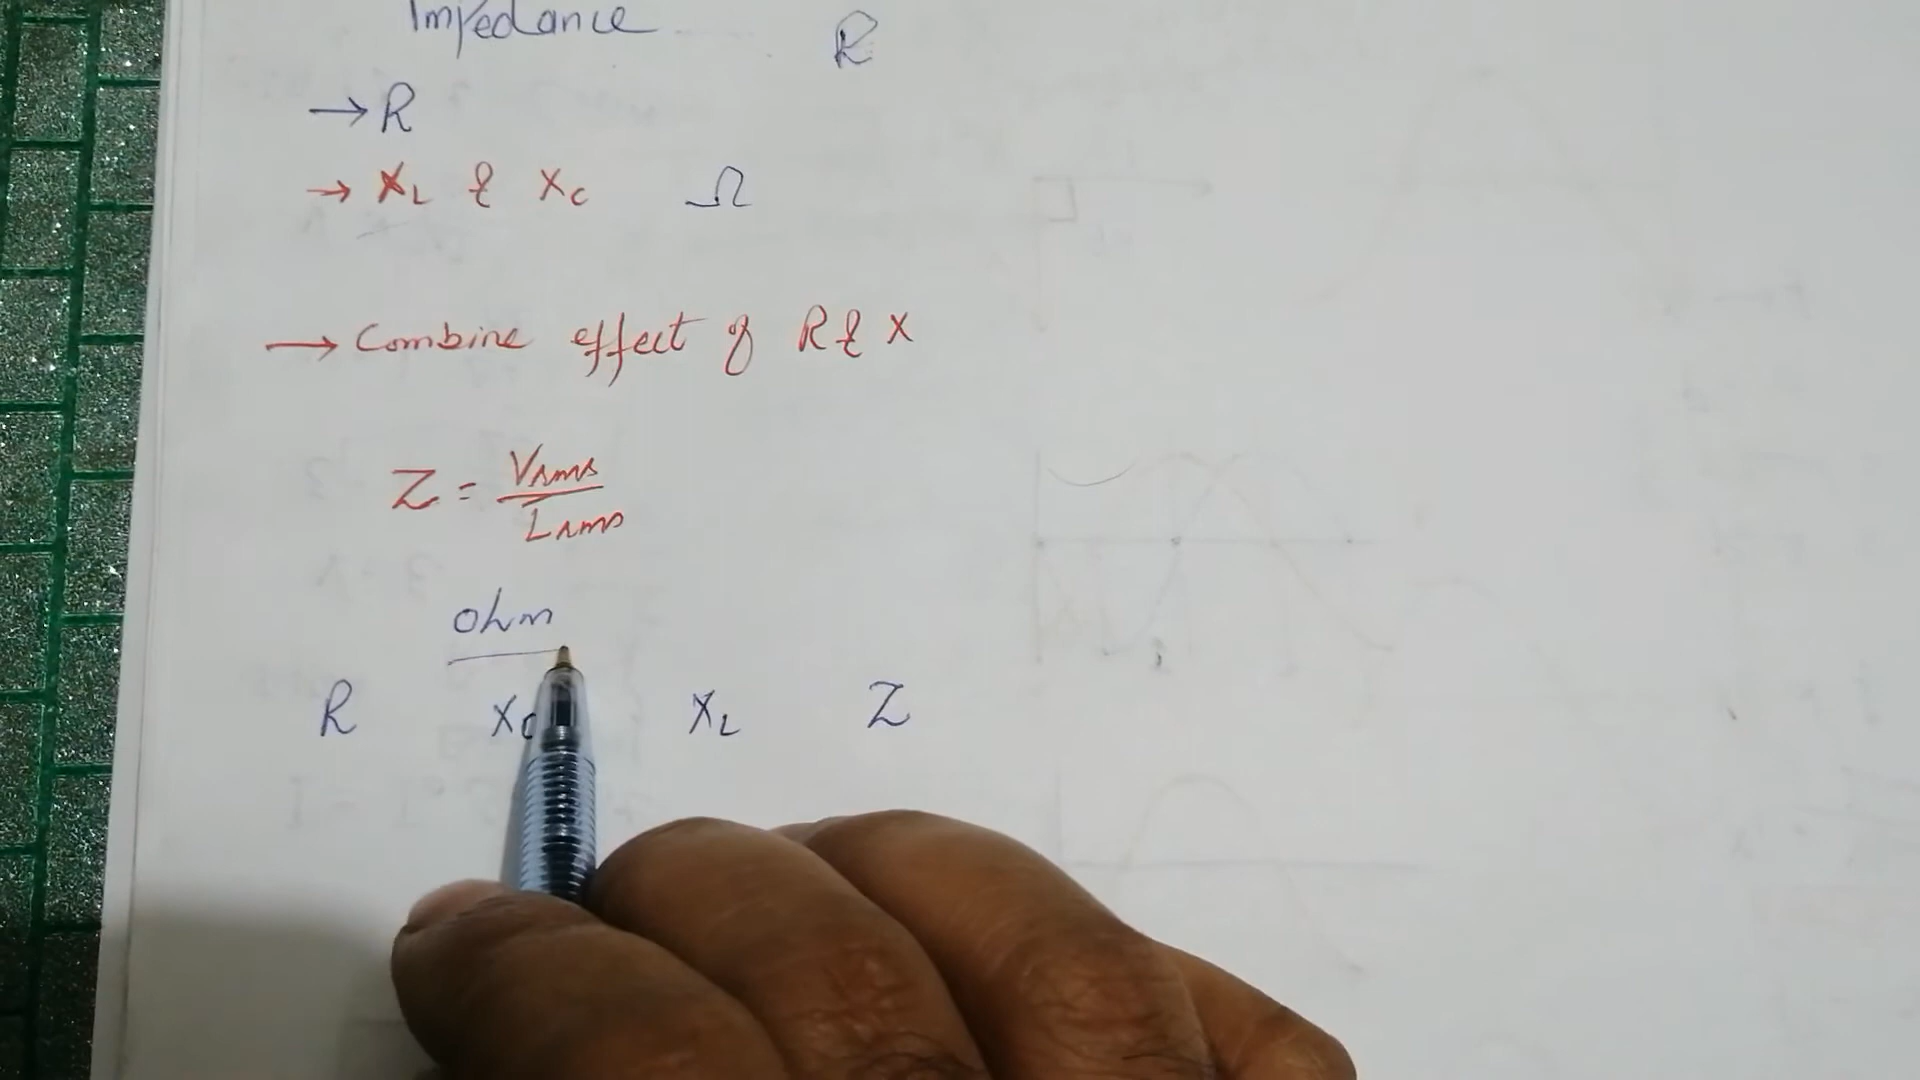 Impedance R
→ R
→ XL & XC Ω
→ Combine effect of R & X
Z = Vrms / Irms
Ohm
R XC XL Z